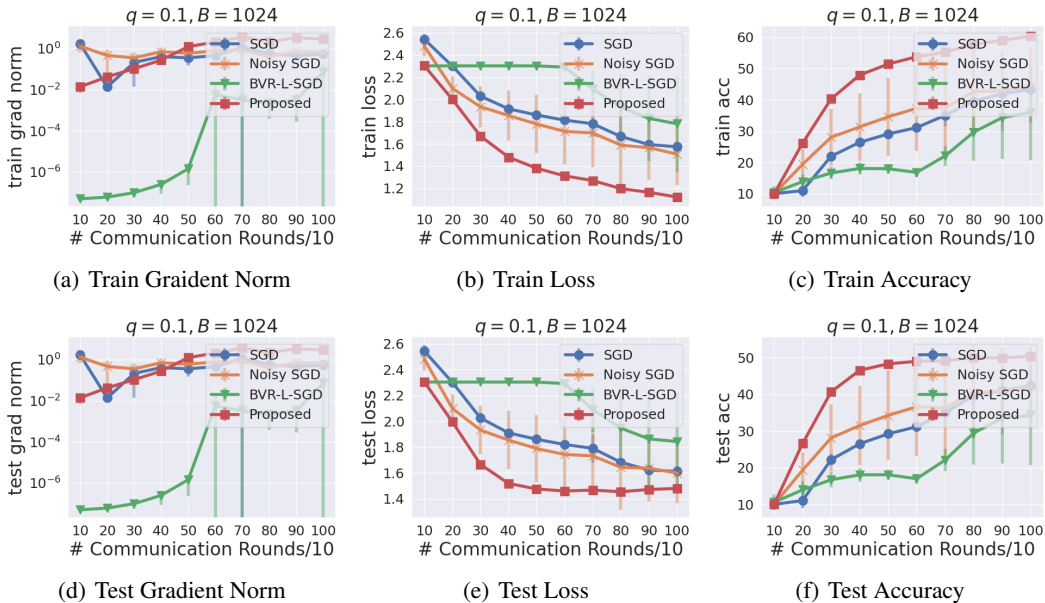 q = 0.1, B = 1024
train grad norm
10⁰
10⁻²
10⁻⁴
10⁻⁶
SGD
Noisy SGD
BVR-L-SGD
Proposed
10 20 30 40 50 60 70 80 90 100
# Communication Rounds/10
(a) Train Graident Norm
q = 0.1, B = 1024
train loss
2.6
2.4
2.2
2.0
1.8
1.6
1.4
1.2
SGD
Noisy SGD
BVR-L-SGD
Proposed
10 20 30 40 50 60 70 80 90 100
# Communication Rounds/10
(b) Train Loss
q = 0.1, B = 1024
train acc
60
50
40
30
20
10
SGD
Noisy SGD
BVR-L-SGD
Proposed
10 20 30 40 50 60 70 80 90 100
# Communication Rounds/10
(c) Train Accuracy
q = 0.1, B = 1024
test grad norm
10⁰
10⁻²
10⁻⁴
10⁻⁶
SGD
Noisy SGD
BVR-L-SGD
Proposed
10 20 30 40 50 60 70 80 90 100
# Communication Rounds/10
(d) Test Gradient Norm
q = 0.1, B = 1024
test loss
2.6
2.4
2.2
2.0
1.8
1.6
1.4
SGD
Noisy SGD
BVR-L-SGD
Proposed
10 20 30 40 50 60 70 80 90 100
# Communication Rounds/10
(e) Test Loss
q = 0.1, B = 1024
test acc
50
40
30
20
10
SGD
Noisy SGD
BVR-L-SGD
Proposed
10 20 30 40 50 60 70 80 90 100
# Communication Rounds/10
(f) Test Accuracy